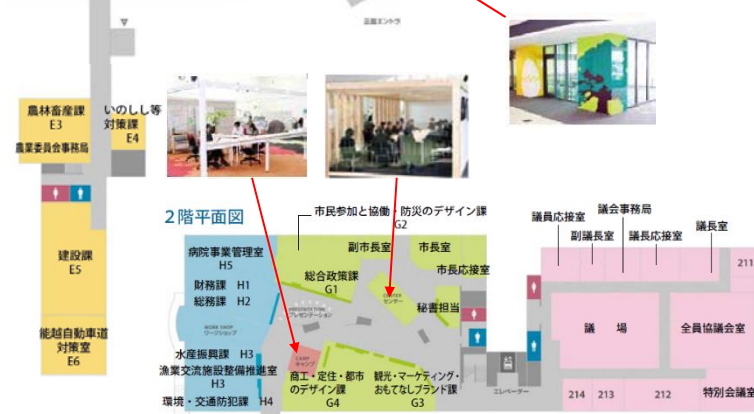 正面エントラ
農林畜産課
E3
農業委員会事務局
いのしし等
対策課
E4
建設課
E5
能越自動車道
対策室
E6
2階平面図
市民参加と協働・防災のデザイン課
G2
病院事業管理室
H5
財務課 H1
総務課 H2
WORK SHOP
ワークショップ
水産振興課 H3
漁業交流施設整備推進室
H3
環境・交通防犯課 H4
副市長室
市長室
市長応接室
総合政策課
G1
CENTER
センター
秘書担当
PRESENTATION
プレゼンテーション
CAMP
キャンプ
商工・定住・都市
のデザイン課
G4
観光・マーケティング・
おもてなしブランド課
G3
エレベーター
議員応接室
議会事務局
副議長室
議長応接室
議長室
211
議 場
全員協議会室
214
213
212
特別会議室